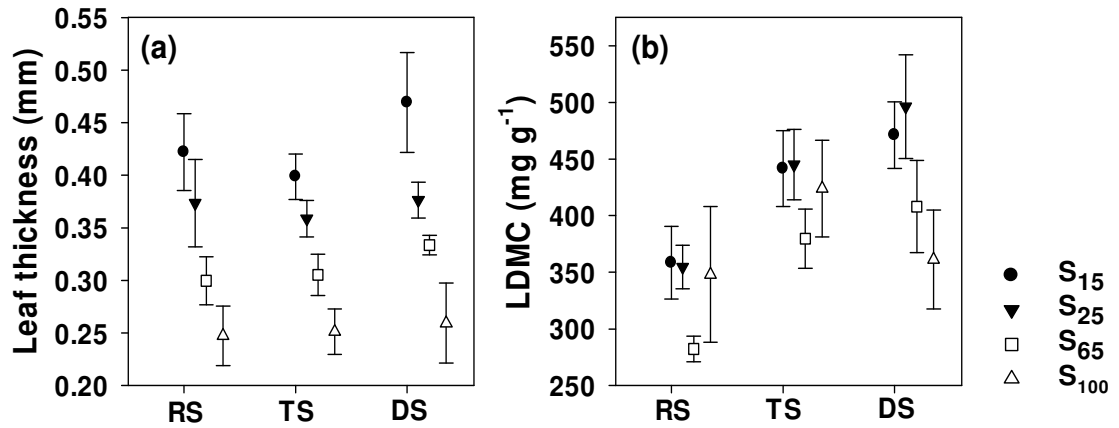 (a)
Leaf thickness (mm)
0.55
0.50
0.45
0.40
0.35
0.30
0.25
0.20
RS TS DS
(b)
LDMC (mg g⁻¹)
550
500
450
400
350
300
250
RS TS DS
S₁₅
S₂₅
S₆₅
S₁₀₀